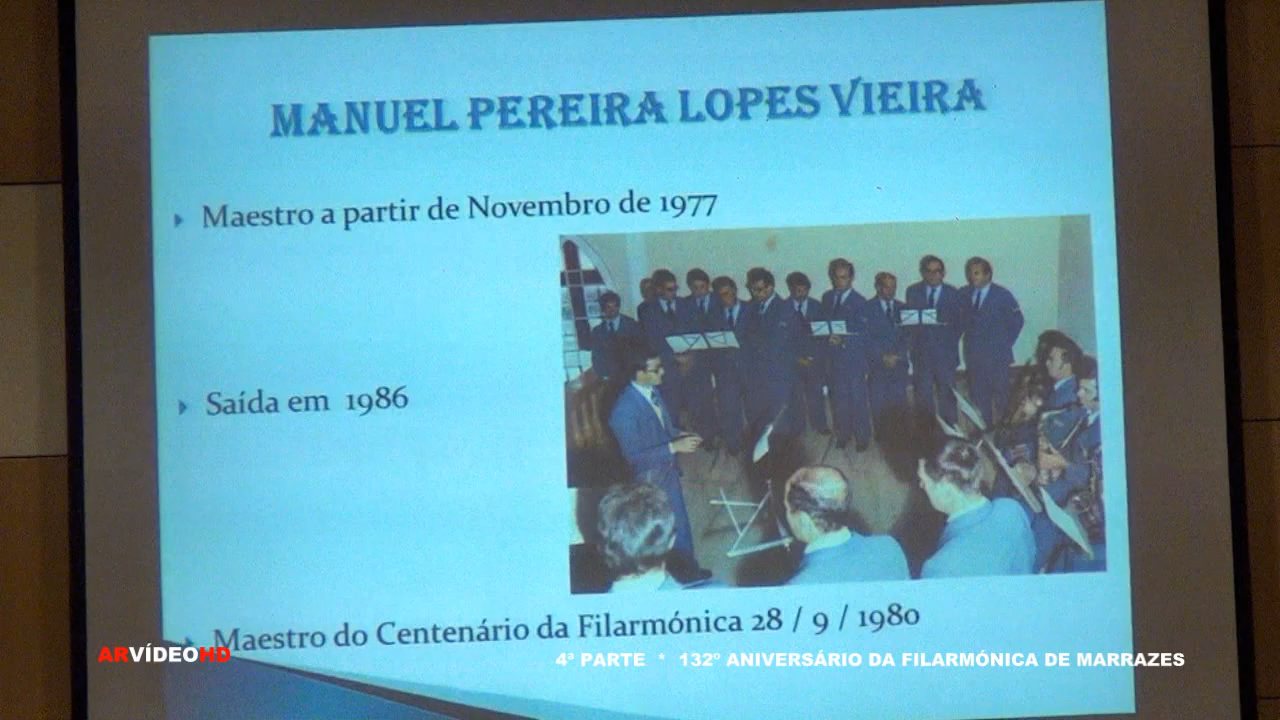 MANUEL PEREIRA LOPES VIEIRA
Maestro a partir de Novembro de 1977
Saída em 1986
Maestro do Centenário da Filarmónica 28 / 9 / 1980
ARVÍDEOHD
4ª PARTE * 132º ANIVERSÁRIO DA FILARMÓNICA DE MARRAZES